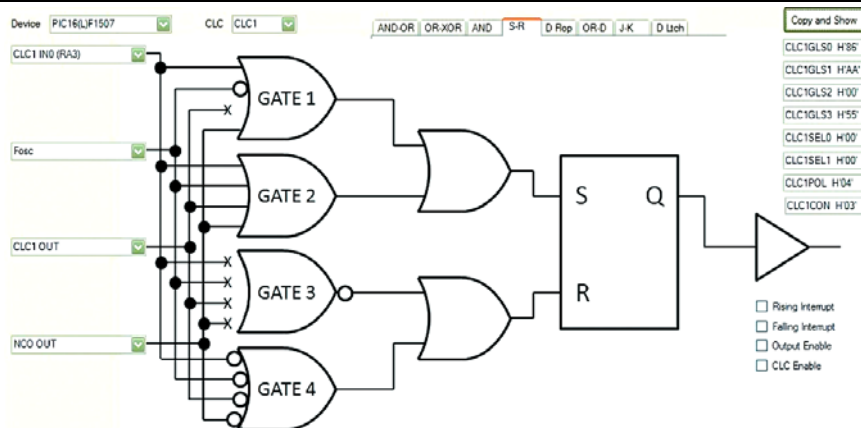 Device PIC16(L)F1507 CLC CLC1
AND-OR OR-XOR AND S-R D Flop OR-D J-K D Ltch
Copy and Show
CLC1 IN0 (RA3)
Fosc
CLC1 OUT
NCO OUT
GATE 1
GATE 2
GATE 3
GATE 4
X
X
X
X
X
S Q
R
CLC1GLS0 H'86'
CLC1GLS1 H'AA'
CLC1GLS2 H'00'
CLC1GLS3 H'55'
CLC1SEL0 H'00'
CLC1SEL1 H'00'
CLC1POL H'04'
CLC1CON H'03'
Rising Interrupt
Falling Interrupt
Output Enable
CLC Enable